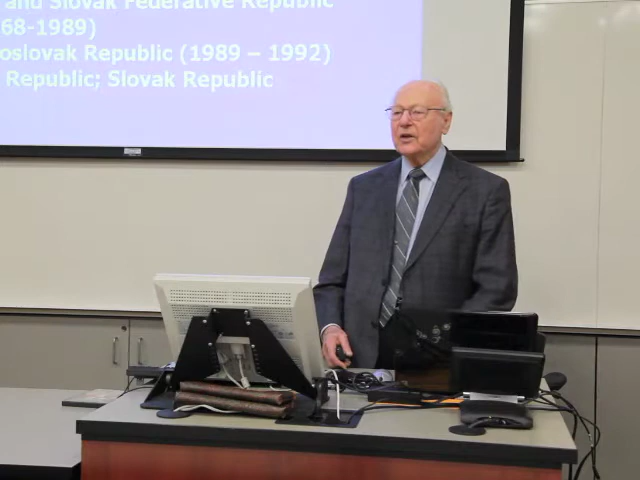 and Slovak Federative Republic
68-1989)
oslovak Republic (1989 – 1992)
Republic; Slovak Republic